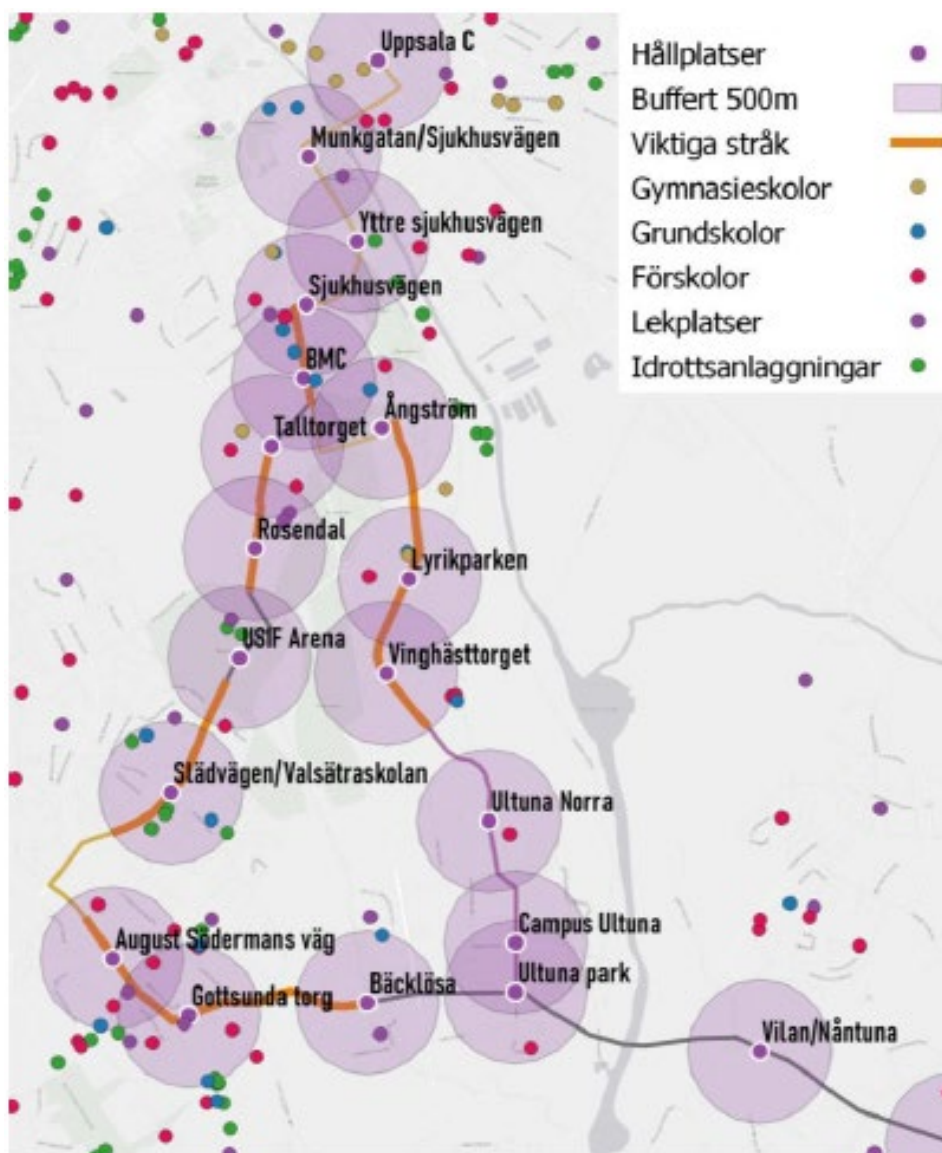 Uppsala C
Munkgatan/Sjukhusvägen
Yttre sjukhusvägen
Sjukhusvägen
BMC
Ångström
Talltorget
Rosendal
Lyrikparken
USIF Arena
Vinghästtorget
Slädvägen/Valsätraskolan
Ultuna Norra
August Södermans väg
Campus Ultuna
Gottsunda torg
Bäcklösa
Ultuna park
Vilan/Nåntuna
Hållplatser
Buffert 500m
Viktiga stråk
Gymnasieskolor
Grundskolor
Förskolor
Lekplatser
Idrottsanlaggningar